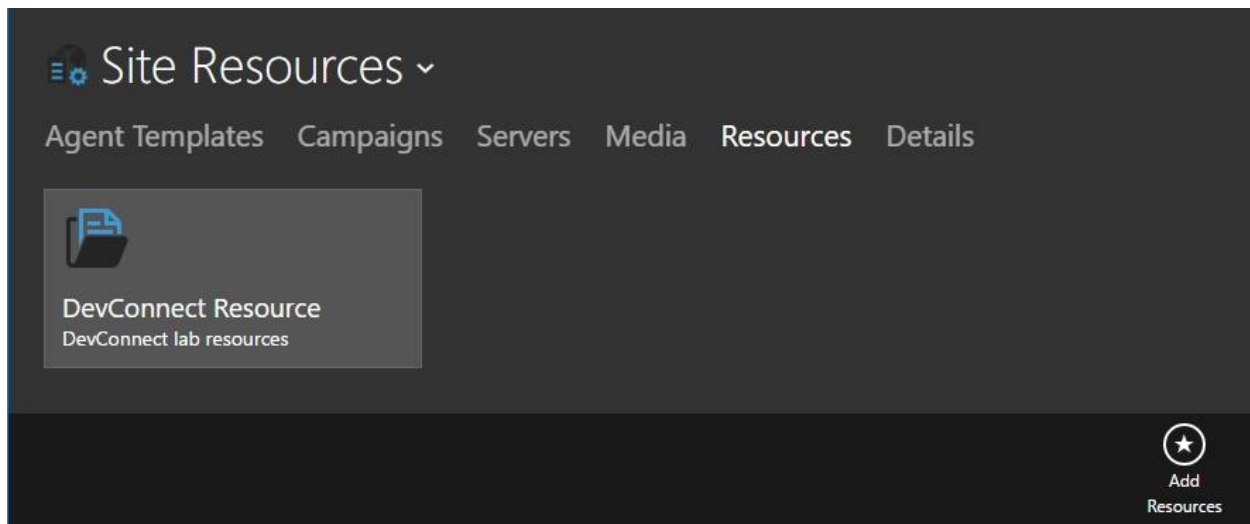 Site Resources
Agent Templates Campaigns Servers Media Resources Details
DevConnect Resource
DevConnect lab resources
Add
Resources